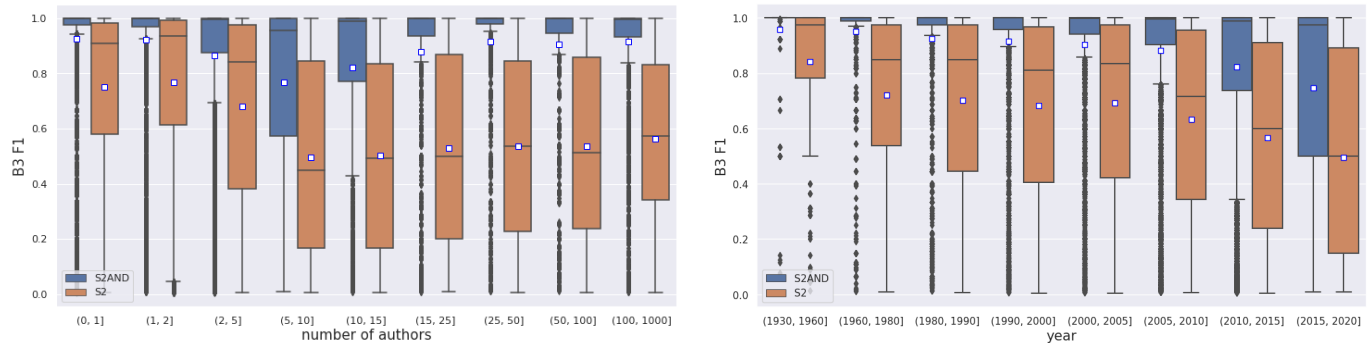 1.0
0.8
0.6
0.4
0.2
0.0
B3 F1
S2AND
S2
(0, 1] (1, 2] (2, 5] (5, 10] (10, 15] (15, 25] (25, 50] (50, 100] (100, 1000]
number of authors
1.0
0.8
0.6
0.4
0.2
0.0
B3 F1
S2AND
S2
(1930, 1960] (1960, 1980] (1980, 1990] (1990, 2000] (2000, 2005] (2005, 2010] (2010, 2015] (2015, 2020]
year